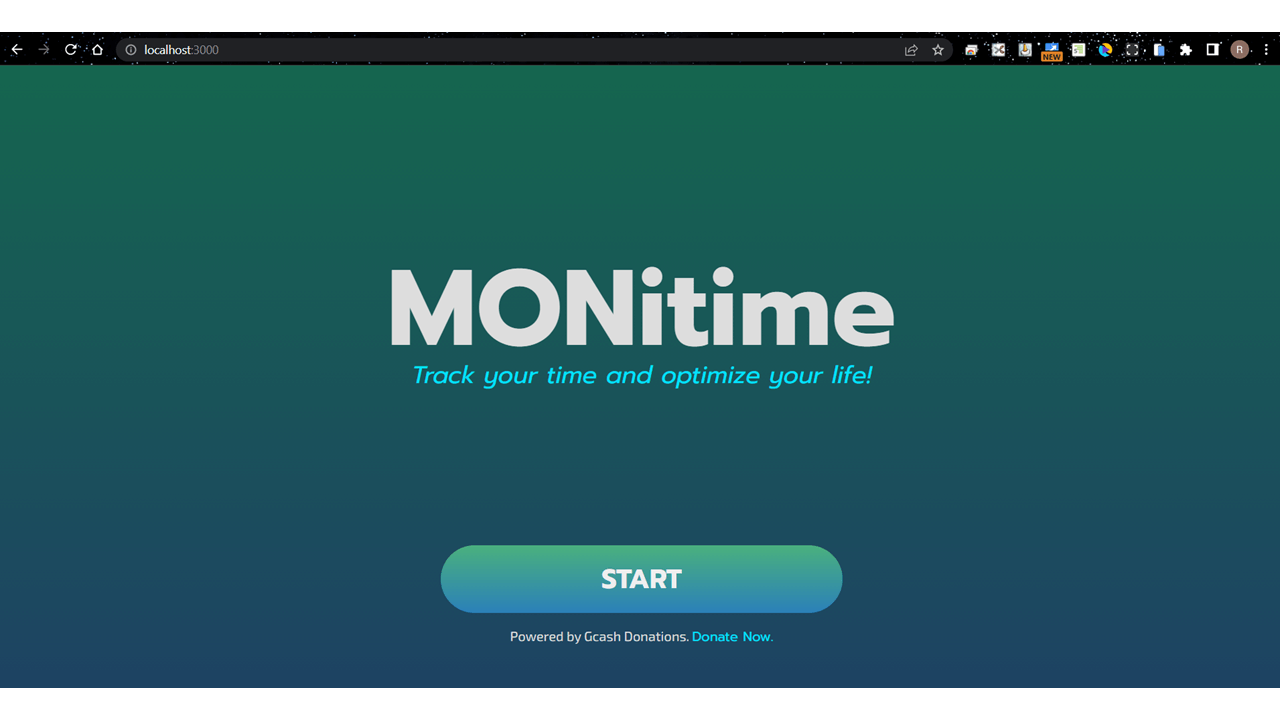 localhost:3000
NEW
R
MONitime
Track your time and optimize your life!
START
Powered by Gcash Donations. Donate Now.